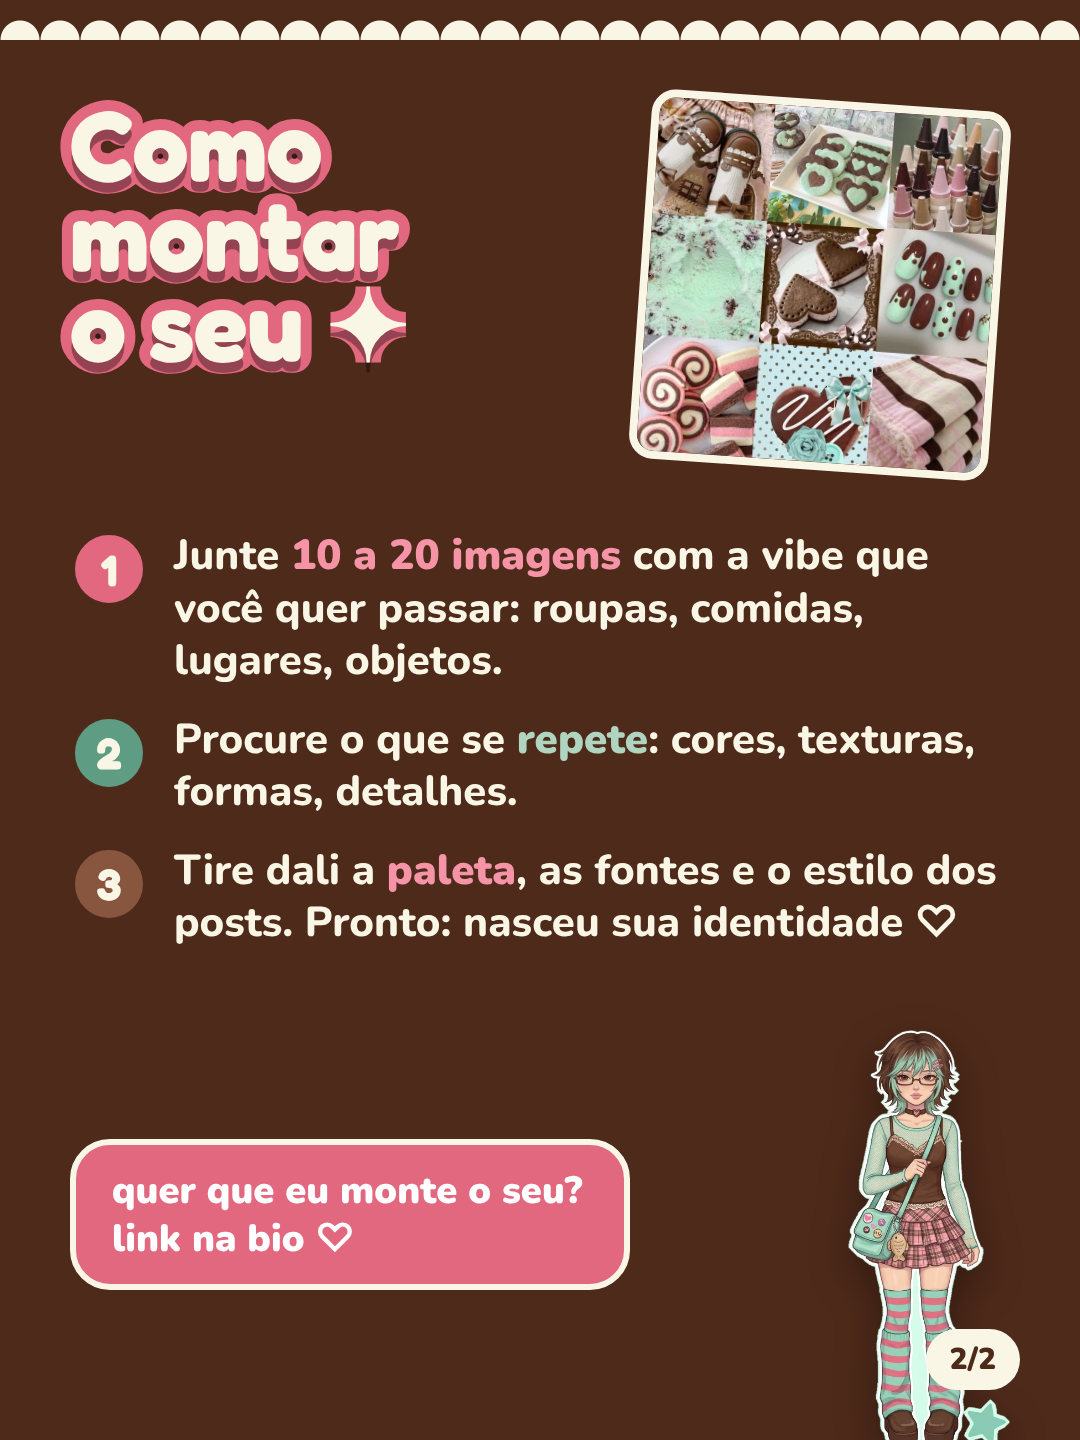 Como
montar
o seu
1
Junte 10 a 20 imagens com a vibe que
você quer passar: roupas, comidas,
lugares, objetos.
2
Procure o que se repete: cores, texturas,
formas, detalhes.
3
Tire dali a paleta, as fontes e o estilo dos
posts. Pronto: nasceu sua identidade ♡
quer que eu monte o seu?
link na bio ♡
2/2